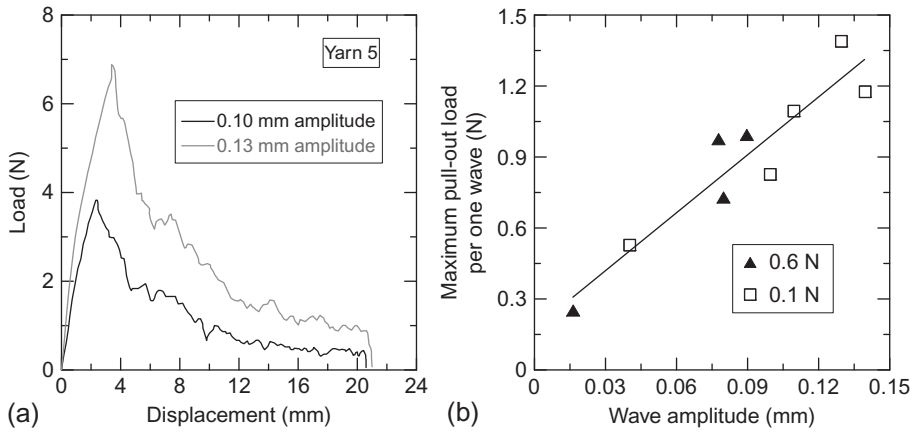 8
6
4
2
0
Load (N)
Yarn 5
0.10 mm amplitude
0.13 mm amplitude
0 4 8 12 16 20 24
Displacement (mm)
(a)
1.5
1.2
0.9
0.6
0.3
0
Maximum pull-out load
per one wave (N)
0.6 N
0.1 N
0 0.03 0.06 0.09 0.12 0.15
Wave amplitude (mm)
(b)